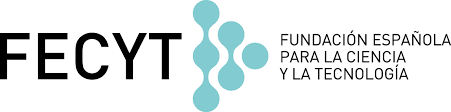 FECYT
FUNDACIÓN ESPAÑOLA
PARA LA CIENCIA
Y LA TECNOLOGÍA